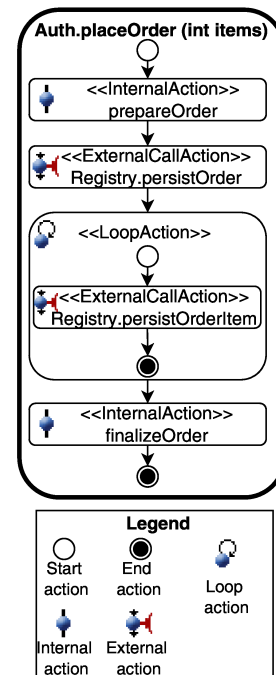 Auth.placeOrder (int items)
<<InternalAction>>
prepareOrder
<<ExternalCallAction>>
Registry.persistOrder
<<LoopAction>>
<<ExternalCallAction>>
Registry.persistOrderItem
<<InternalAction>>
finalizeOrder
Legend
Start
action
End
action
Loop
action
Internal
action
External
action